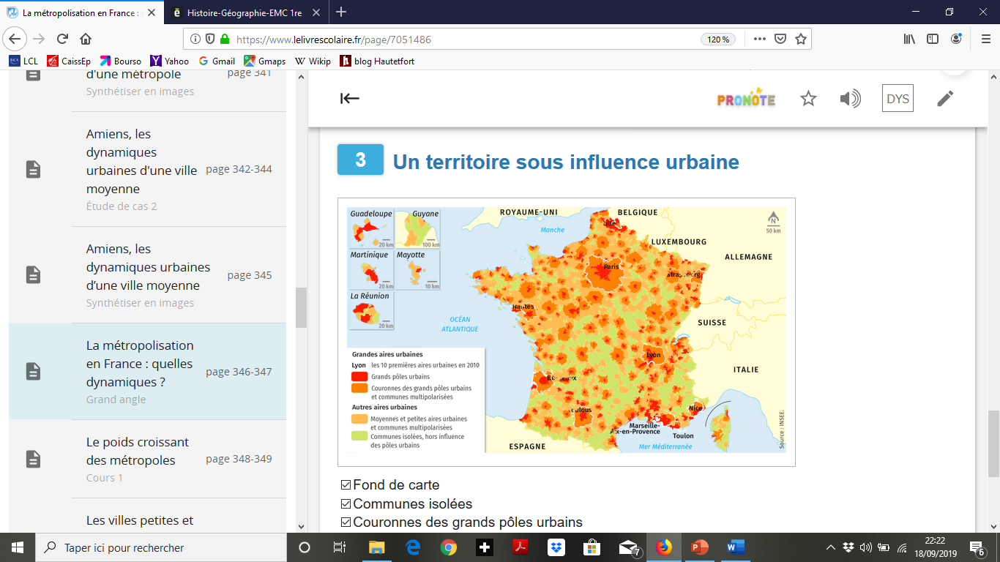 La métropolisation en France :
Histoire-Géographie-EMC 1re
https://www.lelivrescolaire.fr/page/7051486
120 %
LCL
CaissEp
Bourso
Yahoo
Gmail
Gmaps
Wikip
blog Hautetfort
d'une métropole
page 341
Synthétiser en images
Amiens, les
dynamiques
urbaines d'une ville
moyenne
page 342-344
Étude de cas 2
Amiens, les
dynamiques urbaines
d'une ville moyenne
page 345
Synthétiser en images
La métropolisation
en France : quelles
dynamiques ?
page 346-347
Grand angle
Le poids croissant
des métropoles
page 348-349
Cours 1
Les villes petites et
PRONOTE
DYS
3 Un territoire sous influence urbaine
Guadeloupe
20 km
Guyane
100 km
Martinique
20 km
Mayotte
10 km
La Réunion
20 km
ROYAUME-UNI
BELGIQUE
LUXEMBOURG
ALLEMAGNE
SUISSE
ITALIE
ESPAGNE
Manche
OCÉAN
ATLANTIQUE
Mer Méditerranée
N
50 km
Paris
Nantes
Lyon
Nice
Marseille-
Toulon
Grandes aires urbaines
Lyon les 10 premières aires urbaines en 2010
Grands pôles urbains
Couronnes des grands pôles urbains
et communes multipolarisées
Autres aires urbaines
Moyennes et petites aires urbaines
et communes multipolarisées
Communes isolées, hors influence
des pôles urbains
Source : INSEE.
Fond de carte
Communes isolées
Couronnes des grands pôles urbains
Taper ici pour rechercher
7
22:22
18/09/2019
6